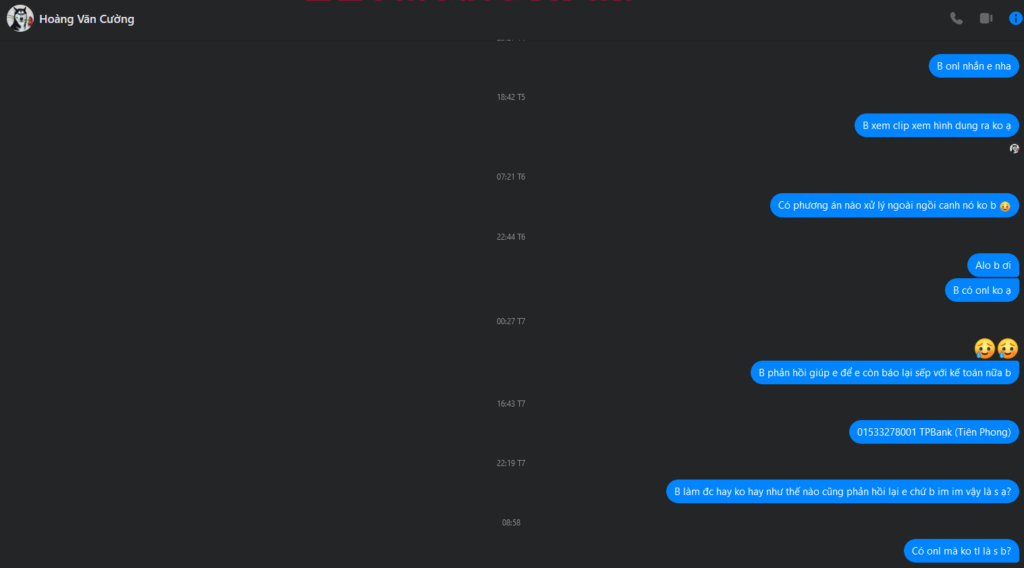 Hoàng Văn Cường
B onl nhắn e nha
18:42 T5
B xem clip xem hình dung ra ko ạ
07:21 T6
Có phương án nào xử lý ngoài ngồi canh nó ko b 😥
22:44 T6
Alo b ơi
B có onl ko ạ
00:27 T7
🥲🥲
B phản hồi giúp e để e còn báo lại sếp với kế toán nữa b
16:43 T7
01533278001 TPBank (Tiên Phong)
22:19 T7
B làm đc hay ko hay như thế nào cũng phản hồi lại e chứ b im im vậy là s ạ?
08:58
Có onl mà ko tl là s b?